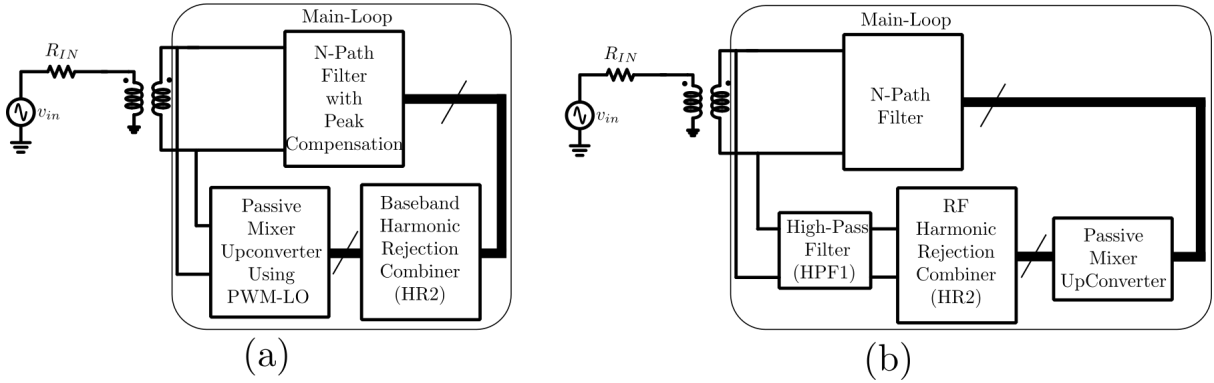 Main-Loop
R_IN
v_in
N-Path
Filter
with
Peak
Compensation
Passive
Mixer
Upconverter
Using
PWM-LO
Baseband
Harmonic
Rejection
Combiner
(HR2)
(a)
Main-Loop
R_IN
v_in
N-Path
Filter
High-Pass
Filter
(HPF1)
RF
Harmonic
Rejection
Combiner
(HR2)
Passive
Mixer
UpConverter
(b)